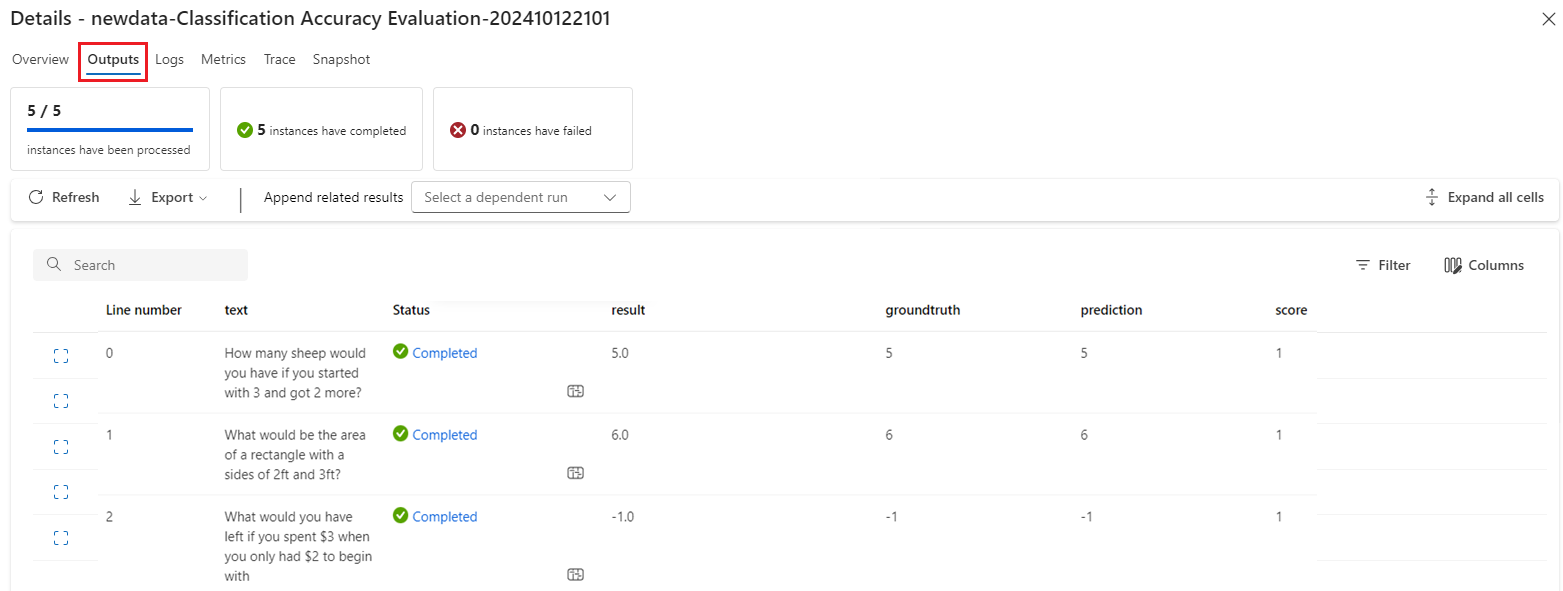 Details - newdata-Classification Accuracy Evaluation-202410122101
Overview Outputs Logs Metrics Trace Snapshot
5 / 5
instances have been processed
5 instances have completed
0 instances have failed
Refresh Export Append related results Select a dependent run Expand all cells
Search Filter Columns
Line number text Status result groundtruth prediction score
0 How many sheep would Completed 5.0 5 5 1
you have if you started
with 3 and got 2 more?
1 What would be the area Completed 6.0 6 6 1
of a rectangle with a
sides of 2ft and 3ft?
2 What would you have Completed -1.0 -1 -1 1
left if you spent $3 when
you only had $2 to begin
with